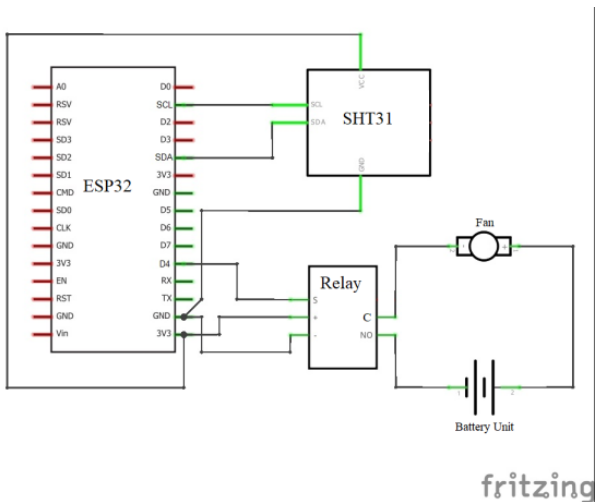 A0
RSV
RSV
SD3
SD2
SD1
CMD
SD0
CLK
GND
3V3
EN
RST
GND
Vin
ESP32
D0
SCL
D2
D3
SDA
3V3
GND
D5
D6
D7
D4
RX
TX
GND
3V3
VCC
SCL
SDA
SHT31
GND
Relay
S
+
-
C
NO
Fan
-
+
1
2
Battery Unit
fritzing